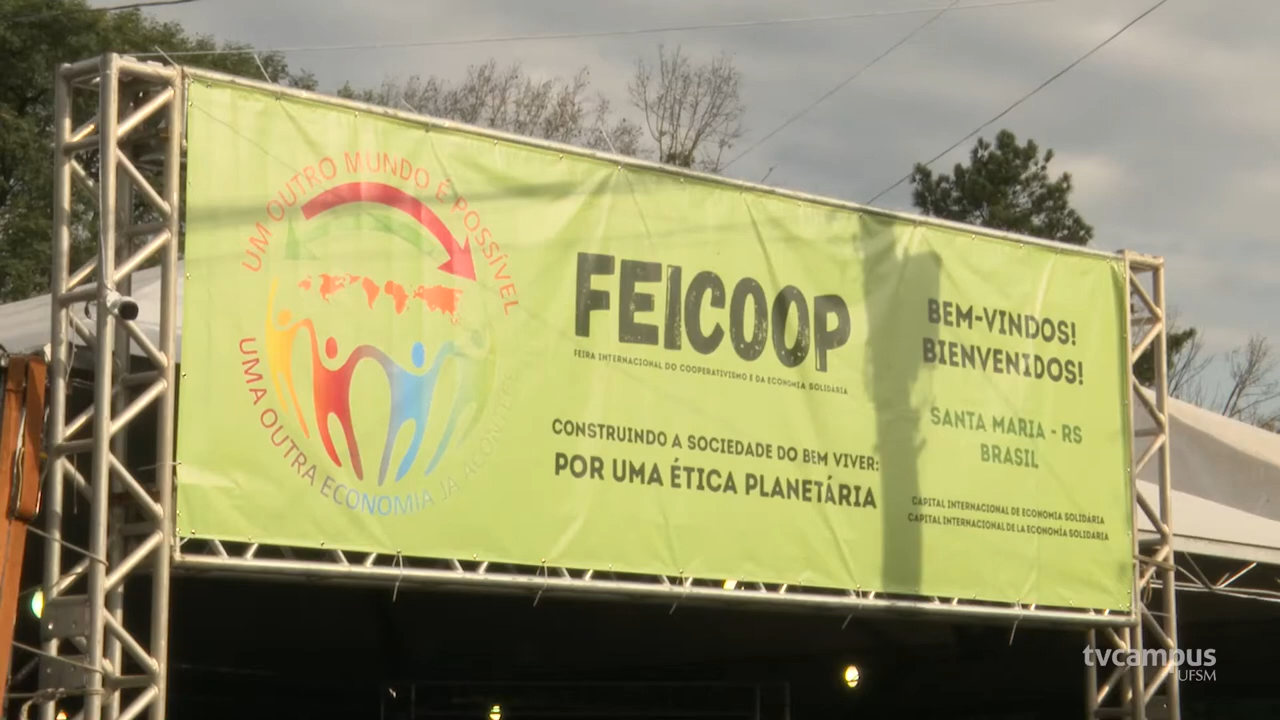 UM OUTRO MUNDO É POSSÍVEL
UMA OUTRA ECONOMIA JÁ ACONTECE
FEICOOP
FEIRA INTERNACIONAL DO COOPERATIVISMO E DA ECONOMIA SOLIDÁRIA
CONSTRUINDO A SOCIEDADE DO BEM VIVER:
POR UMA ÉTICA PLANETÁRIA
BEM-VINDOS!
BIENVENIDOS!
SANTA MARIA - RS
BRASIL
CAPITAL INTERNACIONAL DE ECONOMIA SOLIDÁRIA
CAPITAL INTERNACIONAL DE LA ECONOMIA SOLIDÁRIA
tvcampus
UFSM